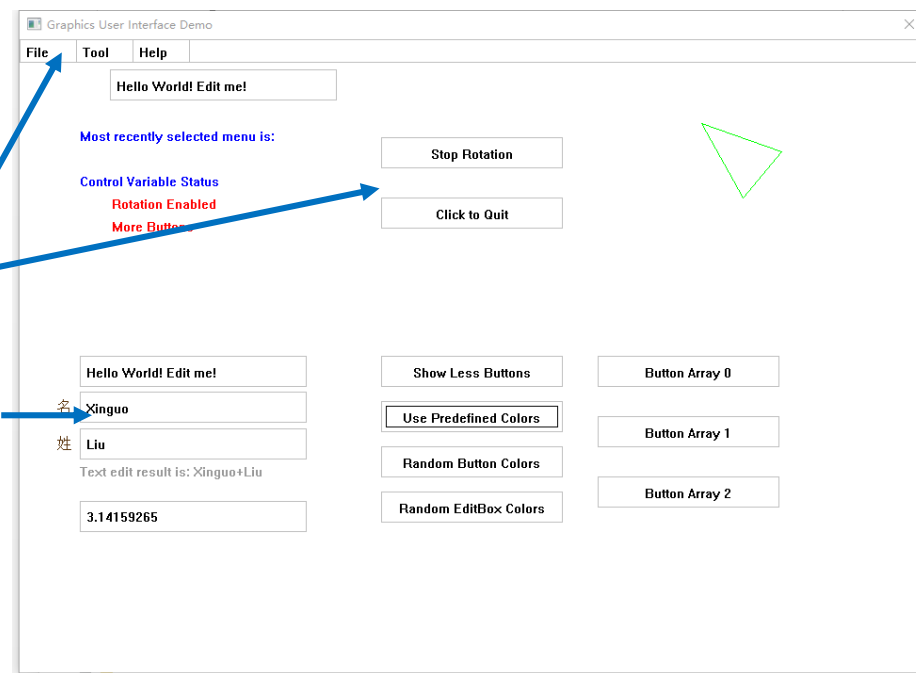 Graphics User Interface Demo
File Tool Help
Hello World! Edit me!
Most recently selected menu is:
Stop Rotation
Control Variable Status
Rotation Enabled
Click to Quit
More Buttons
Hello World! Edit me!
Show Less Buttons
Button Array 0
名 Xinguo
Use Predefined Colors
Button Array 1
姓 Liu
Text edit result is: Xinguo+Liu
Random Button Colors
Button Array 2
3.14159265
Random EditBox Colors